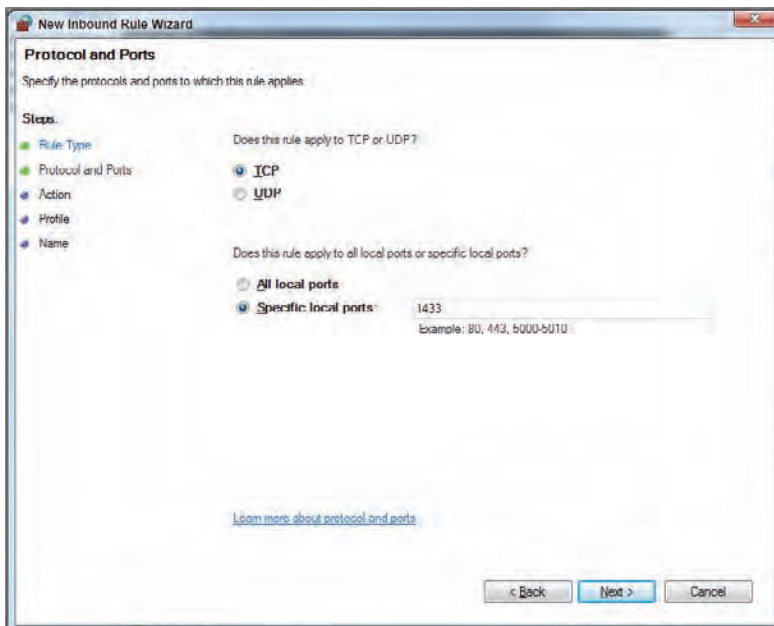 New Inbound Rule Wizard
Protocol and Ports
Specify the protocols and ports to which this rule applies
Steps:
Rule Type
Protocol and Ports
Action
Profile
Name
Does this rule apply to TCP or UDP?
TCP
UDP
Does this rule apply to all local ports or specific local ports?
All local ports
Specific local ports:
1433
Example: 80, 443, 5000-5010
Learn more about protocol and ports
< Back
Next >
Cancel